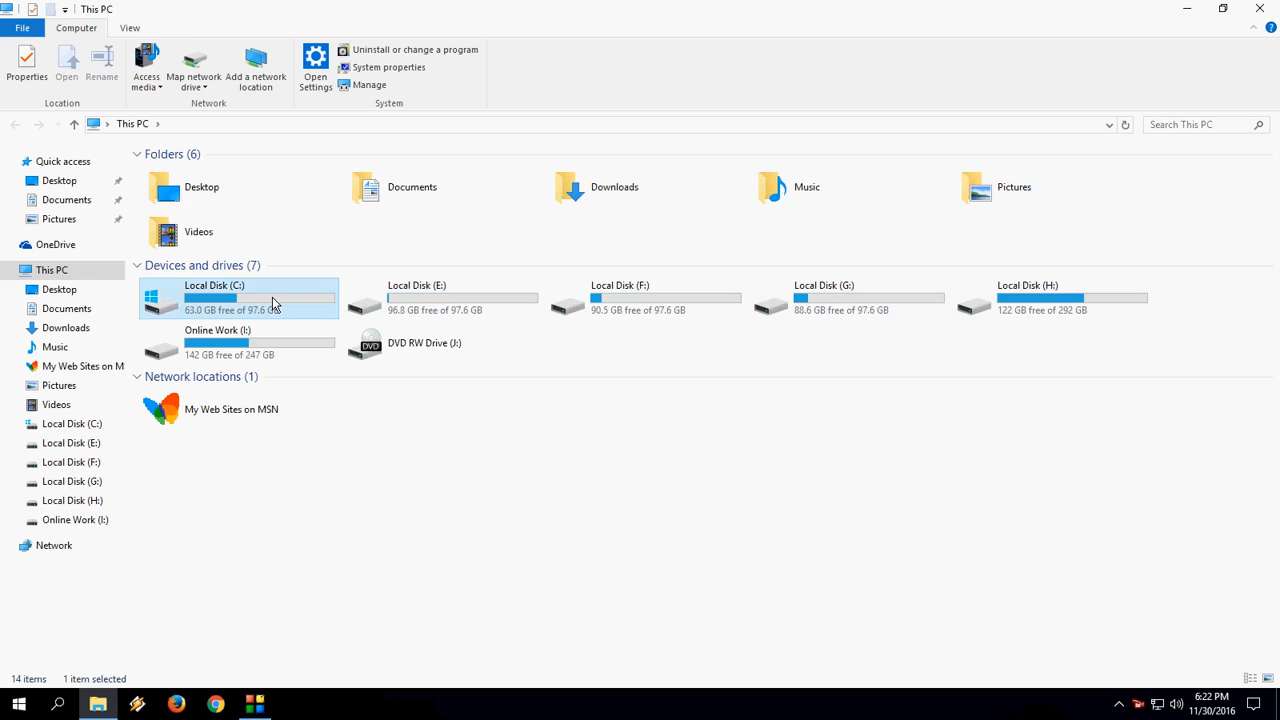 This PC
File Computer View
Properties Open Rename Access media Map network drive Add a network location Open Settings Uninstall or change a program
System properties
Manage
Location Network System
This PC Search This PC
Quick access
Desktop
Documents
Pictures
OneDrive
This PC
Desktop
Documents
Downloads
Music
My Web Sites on M
Pictures
Videos
Local Disk (C:)
Local Disk (E:)
Local Disk (F:)
Local Disk (G:)
Local Disk (H:)
Online Work (I:)
Network
Folders (6)
Desktop Documents Downloads Music Pictures
Videos
Devices and drives (7)
Local Disk (C:) Local Disk (E:) Local Disk (F:) Local Disk (G:) Local Disk (H:)
63.0 GB free of 97.6 96.8 GB free of 97.6 GB 90.5 GB free of 97.6 GB 88.6 GB free of 97.6 GB 122 GB free of 292 GB
Online Work (I:)
142 GB free of 247 GB
DVD DVD RW Drive (J:)
Network locations (1)
My Web Sites on MSN
14 items 1 item selected
6:22 PM
11/30/2016